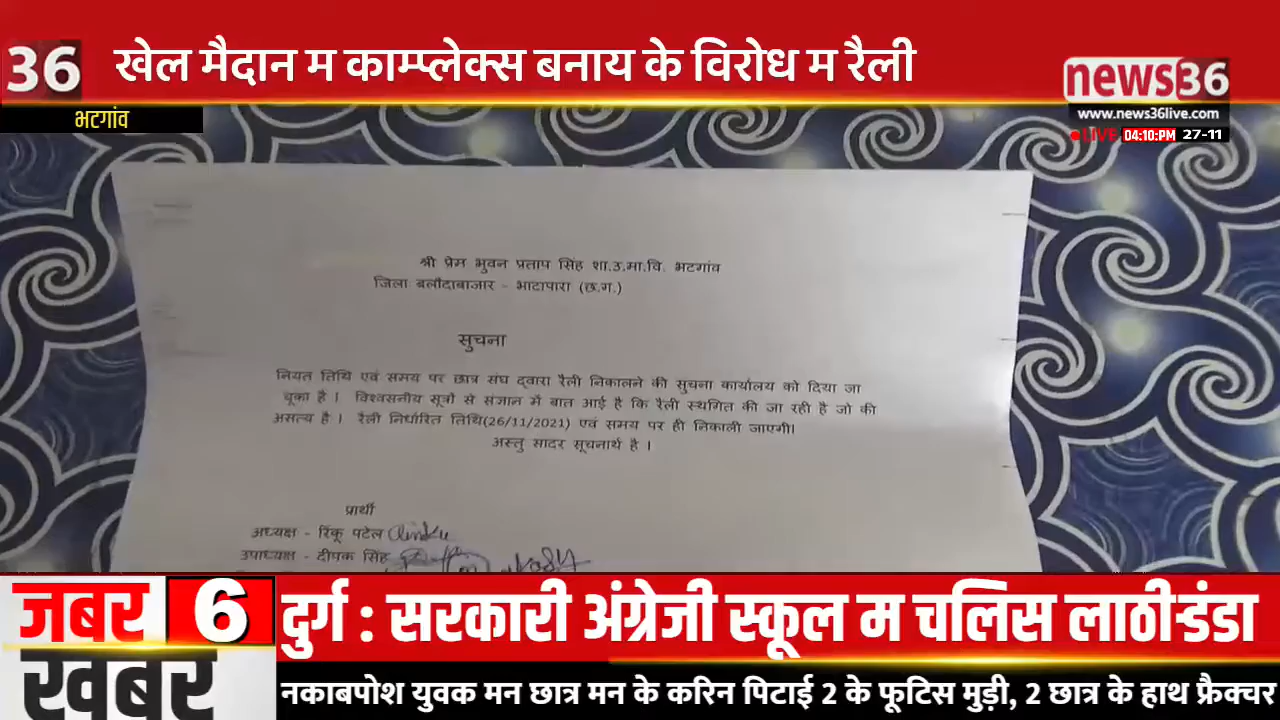 36
खेल मैदान म काम्प्लेक्स बनाय के विरोध म रैली
news36
www.news36live.com
LIVE 04:10:PM 27-11
भटगांव
श्री प्रेम भुवन प्रताप सिंह शा.उ.मा.वि. भटगांव
जिला बलौदाबाजार - भाटापारा (छ.ग.)
सुचना
नियत तिथि एवं समय पर छात्र संघ द्वारा रैली निकालने की सुचना कार्यालय को दिया जा
चूका है । विश्वसनीय सूत्रो से संज्ञान में बात आई है कि रैली स्थगित की जा रही है जो की
असत्य है । रैली निर्धारित तिथि(26/11/2021) एवं समय पर ही निकाली जाएगी।
अस्तु सादर सूचनार्थ है ।
प्रार्थी
अध्यक्ष - रिंकू पटेल
उपाध्यक्ष - दीपक सिंह
जबर 6
खबर
दुर्ग : सरकारी अंग्रेजी स्कूल म चलिस लाठी-डंडा
नकाबपोश युवक मन छात्र मन के करिन पिटाई 2 के फूटिस मुड़ी, 2 छात्र के हाथ फ्रैक्चर